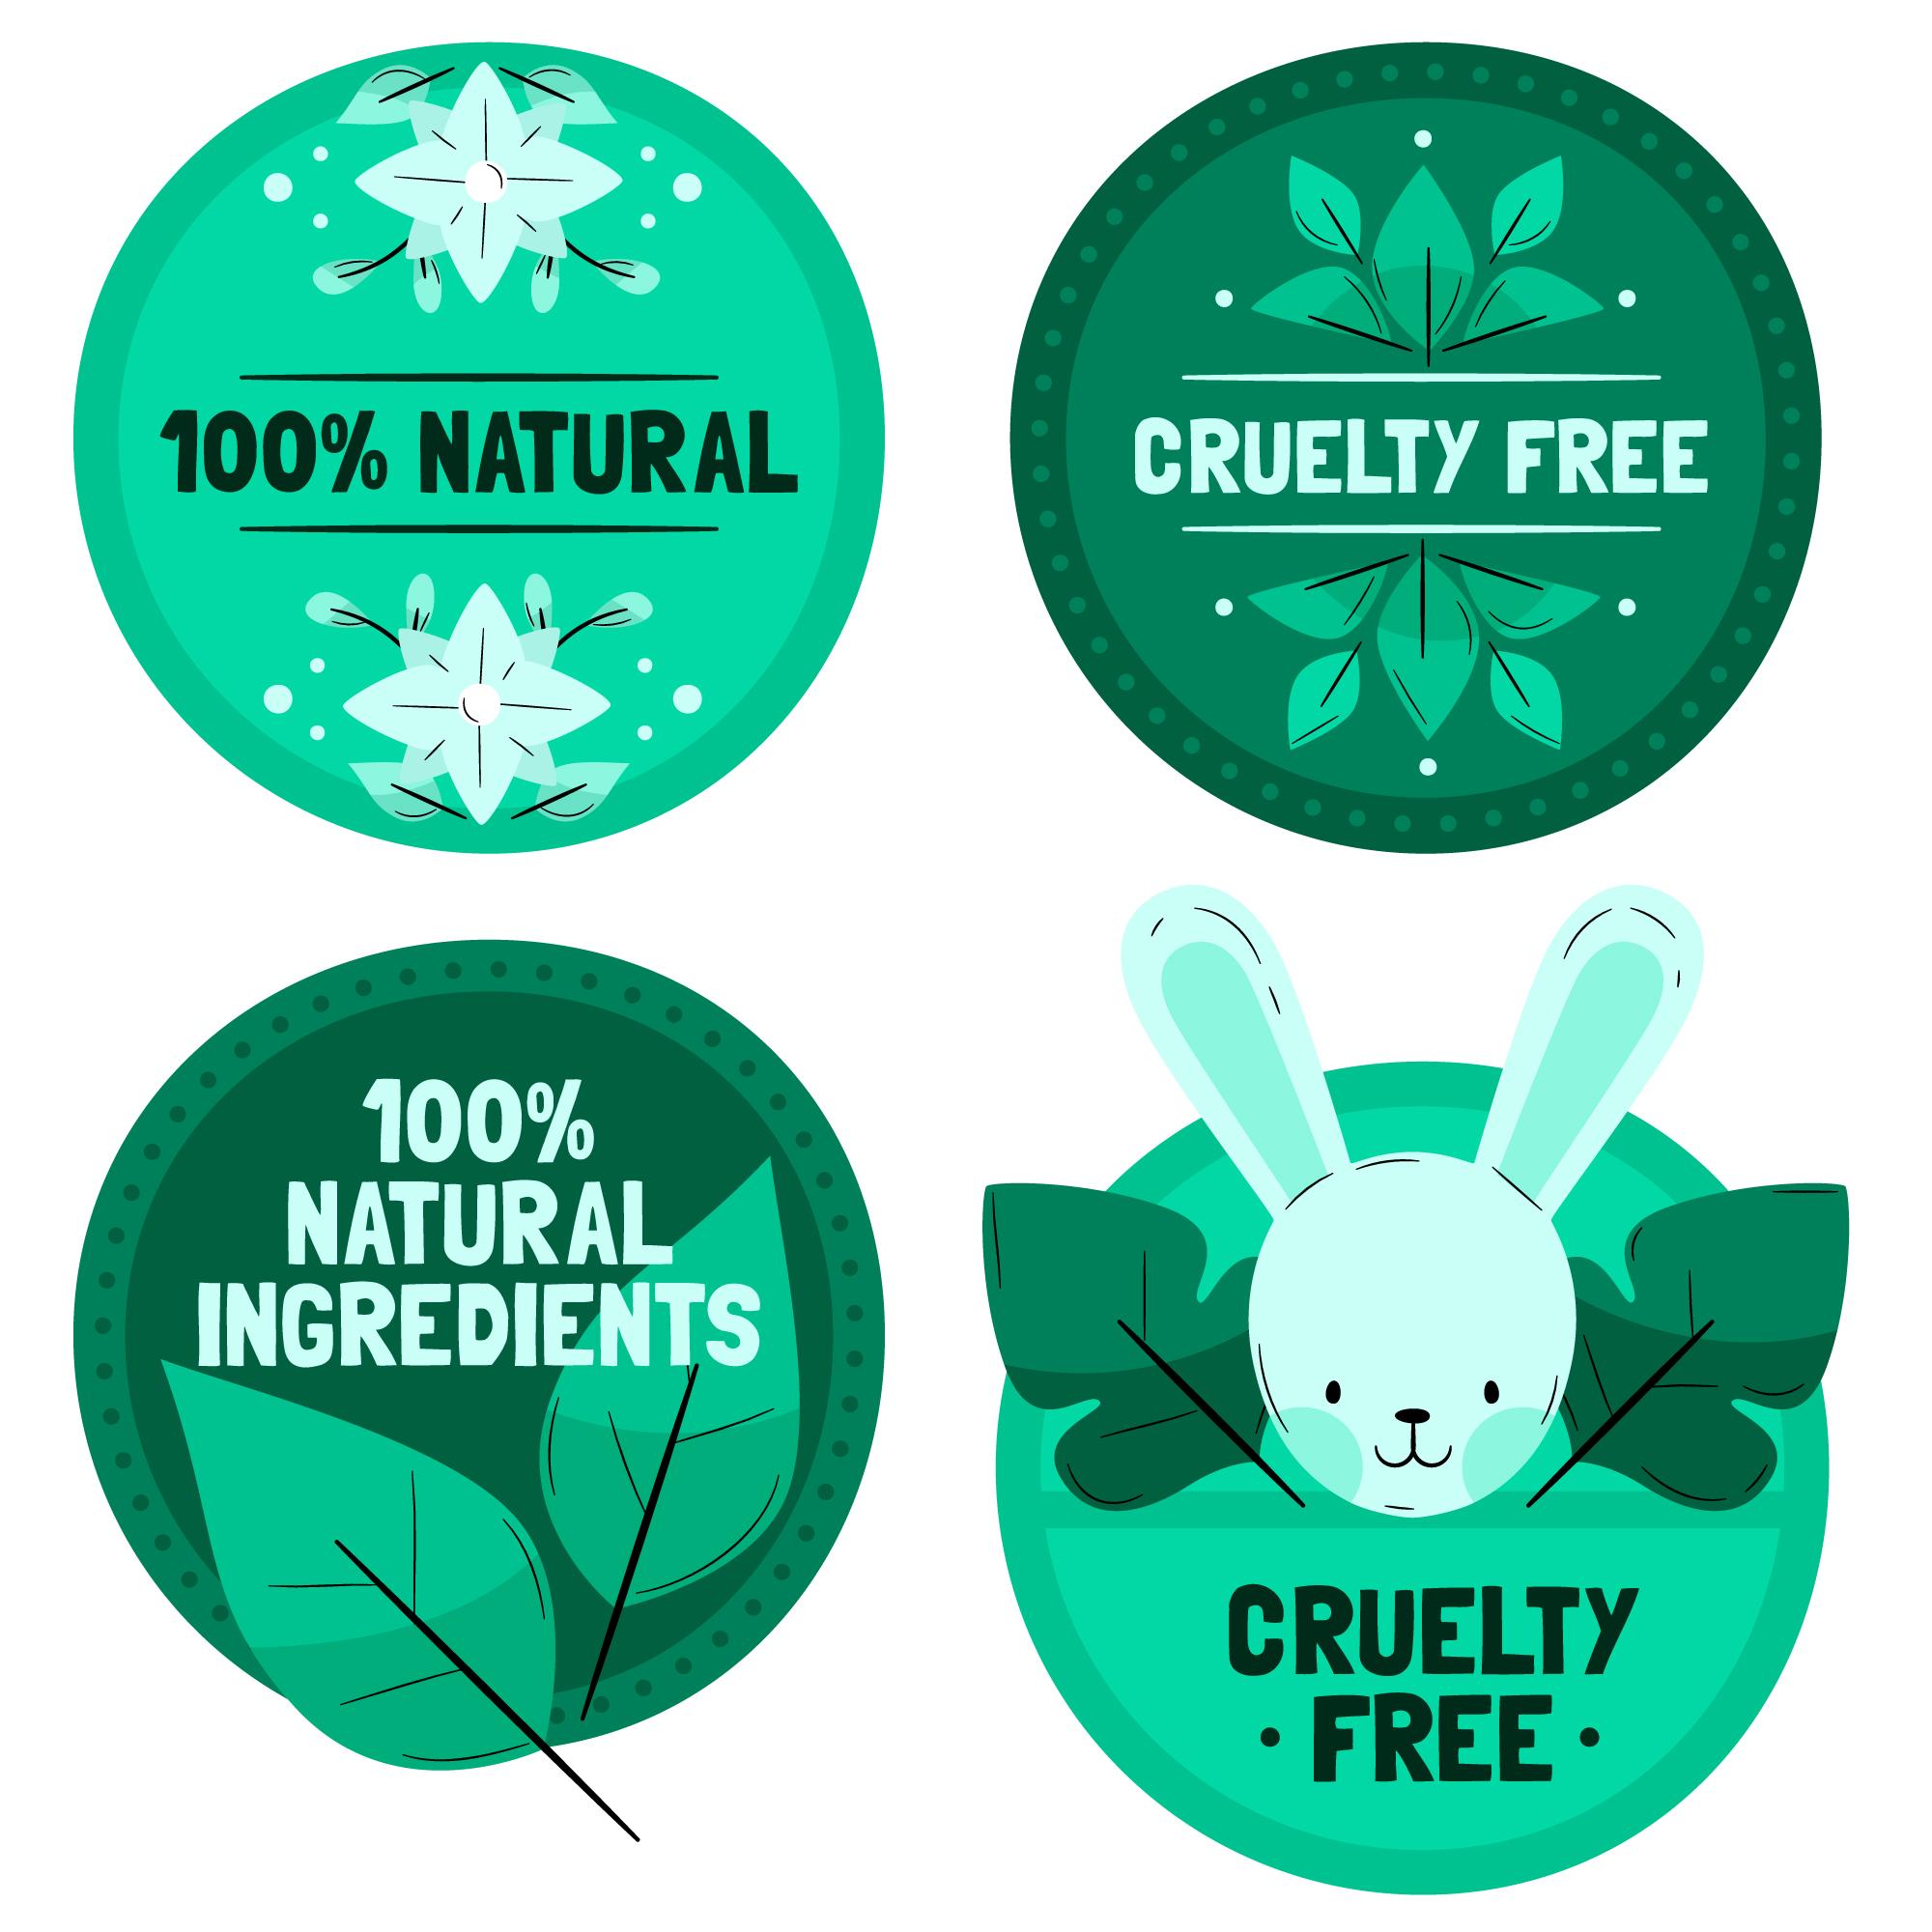 100% NATURAL
CRUELTY FREE
100%
NATURAL
INGREDIENTS
CRUELTY
FREE